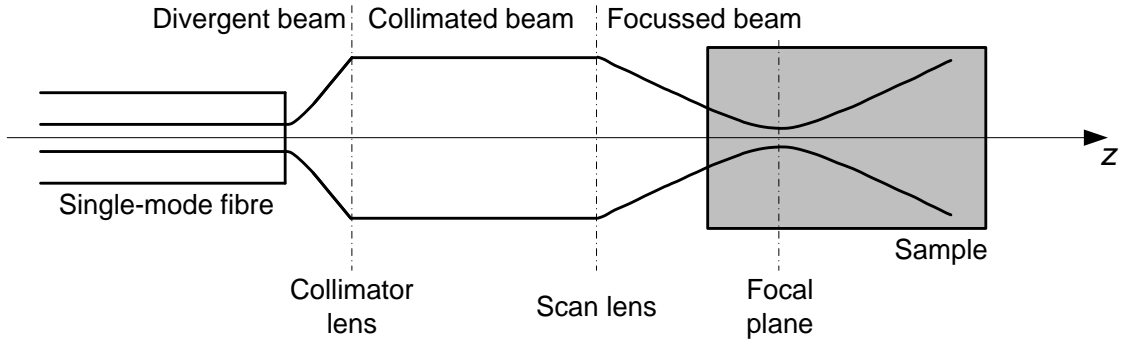 Divergent beam
Collimated beam
Focussed beam
z
Single-mode fibre
Sample
Collimator
lens
Scan lens
Focal
plane